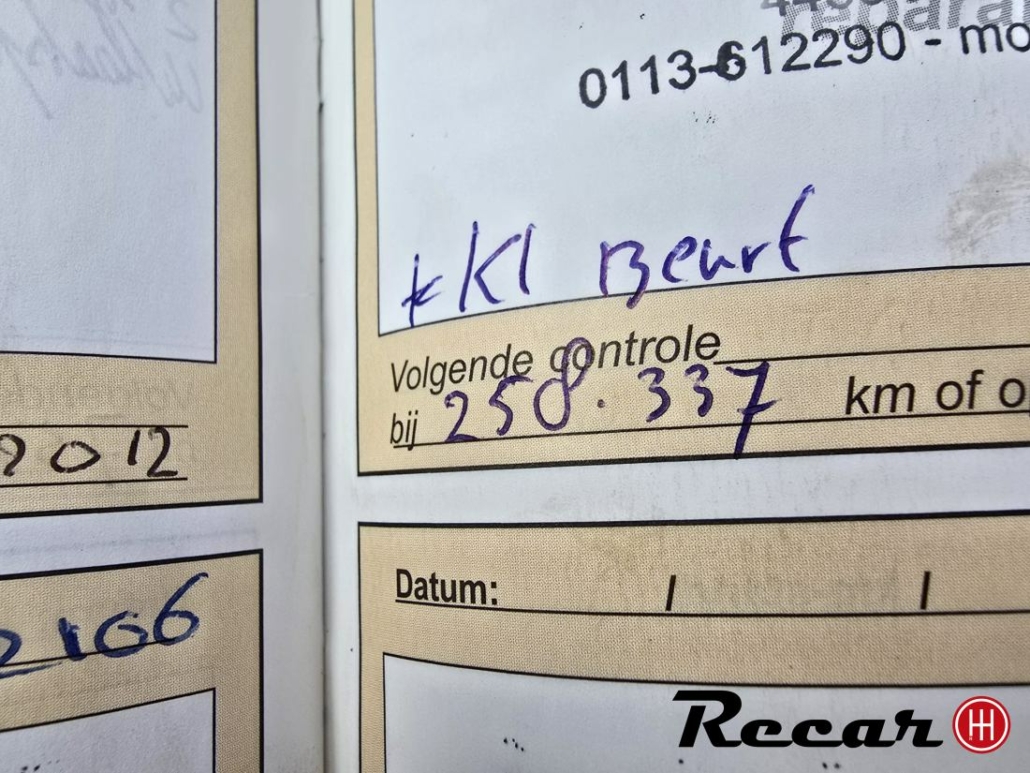 2012
2106
0113-612290 - mo
* Kl Beurt
Volgende controle
bij 258.337 km of o
Datum: / /
Recar